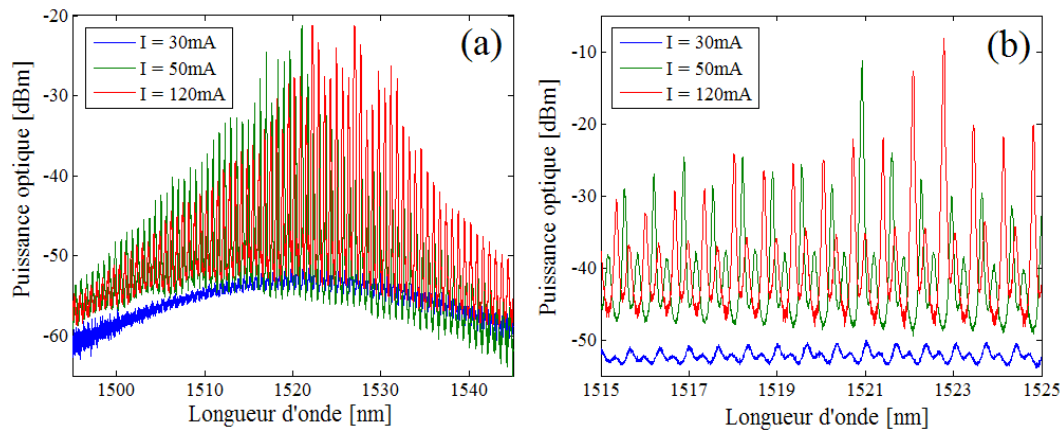 (a)
I = 30mA
I = 50mA
I = 120mA
Puissance optique [dBm]
-20
-30
-40
-50
-60
1500 1510 1520 1530 1540
Longueur d'onde [nm]
(b)
I = 30mA
I = 50mA
I = 120mA
Puissance optique [dBm]
-5
-10
-20
-30
-40
-50
1515 1517 1519 1521 1523 1525
Longueur d'onde [nm]